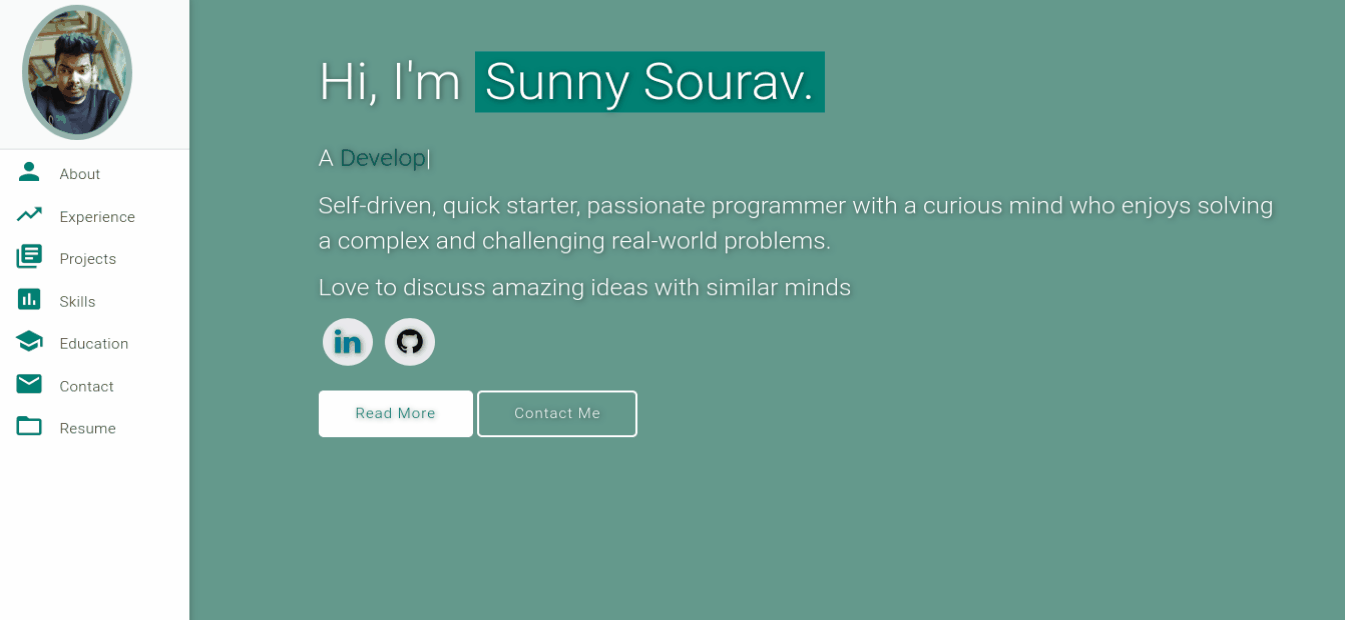 About
Experience
Projects
Skills
Education
Contact
Resume
Hi, I'm Sunny Sourav.
A Develop|
Self-driven, quick starter, passionate programmer with a curious mind who enjoys solving
a complex and challenging real-world problems.
Love to discuss amazing ideas with similar minds
in
Read More
Contact Me